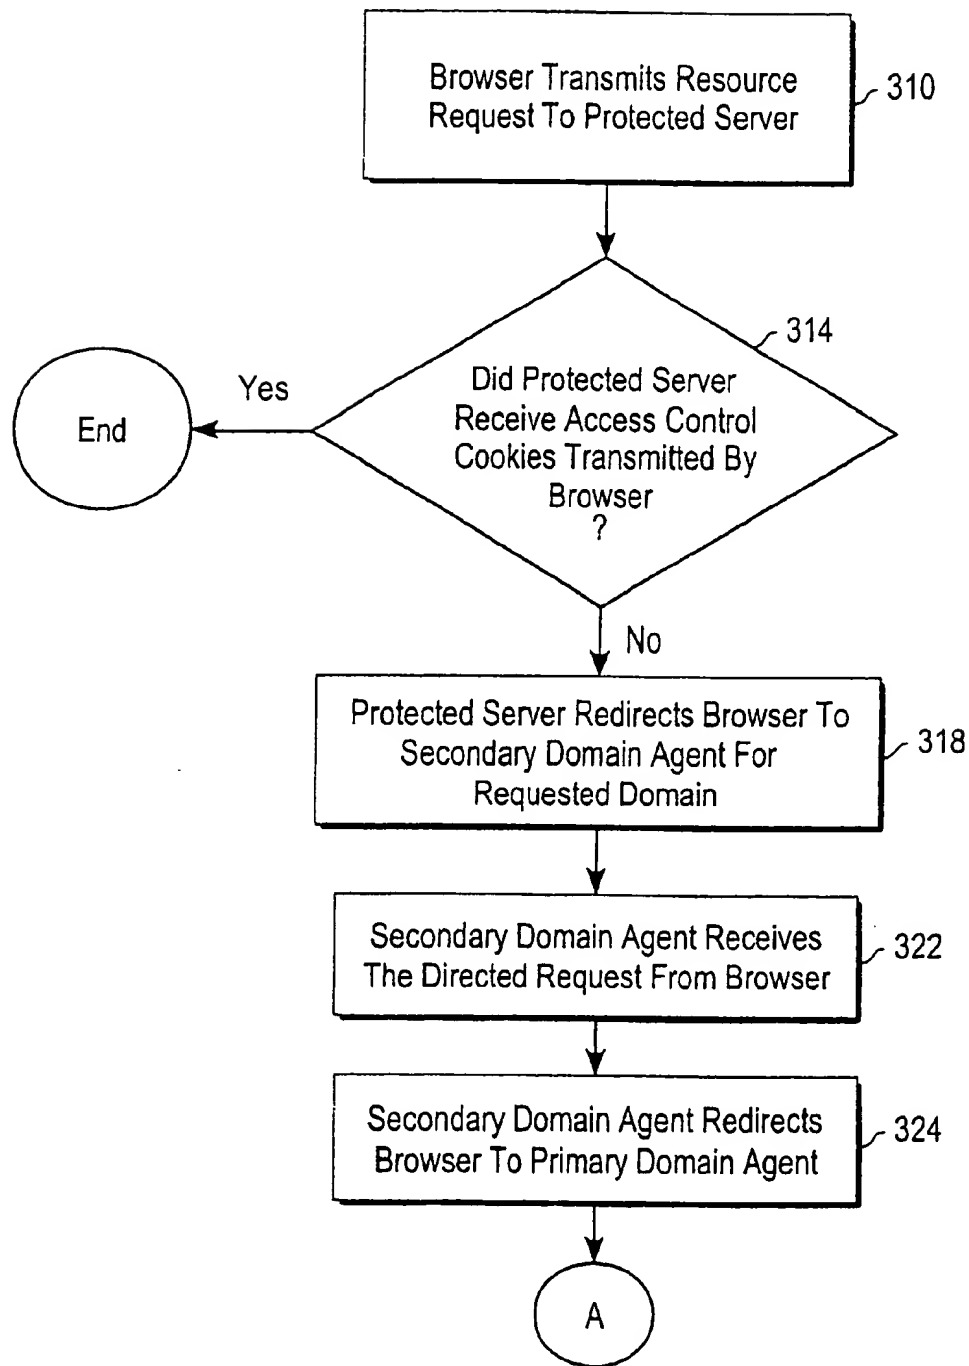 Browser Transmits Resource
Request To Protected Server
310
314
Did Protected Server
Receive Access Control
Cookies Transmitted By
Browser
?
Yes
End
No
Protected Server Redirects Browser To
Secondary Domain Agent For
Requested Domain
318
Secondary Domain Agent Receives
The Directed Request From Browser
322
Secondary Domain Agent Redirects
Browser To Primary Domain Agent
324
A